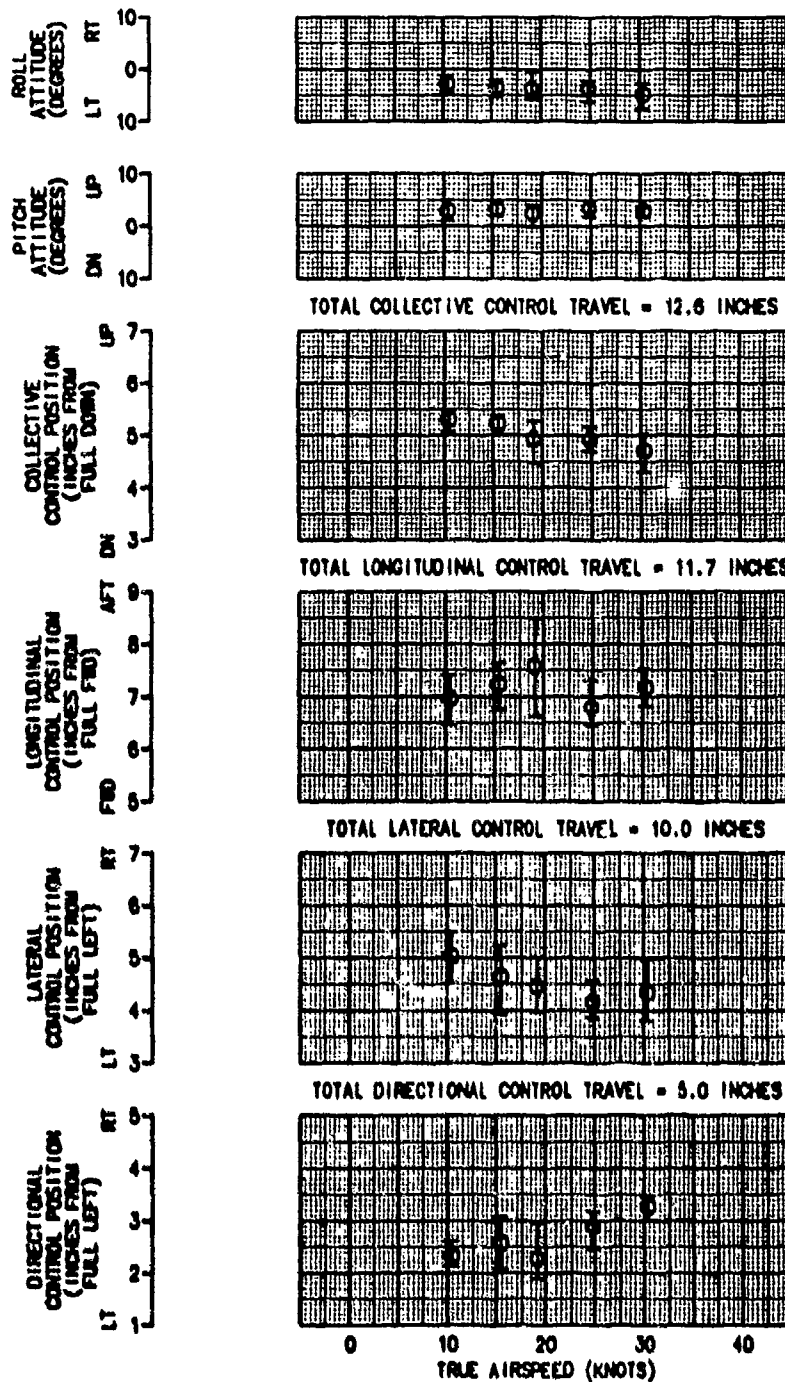 ROLL
ATTITUDE
(DEGREES)
LT RT
10
0
10
PITCH
ATTITUDE
(DEGREES)
DN UP
10
0
10
TOTAL COLLECTIVE CONTROL TRAVEL = 12.6 INCHES
COLLECTIVE
CONTROL POSITION
(INCHES FROM
FULL DOWN)
DN UP
7
6
5
4
3
TOTAL LONGITUDINAL CONTROL TRAVEL = 11.7 INCHES
LONGITUDINAL
CONTROL POSITION
(INCHES FROM
FULL FWD)
FWD AFT
9
8
7
6
5
TOTAL LATERAL CONTROL TRAVEL = 10.0 INCHES
LATERAL
CONTROL POSITION
(INCHES FROM
FULL LEFT)
LT RT
7
6
5
4
3
TOTAL DIRECTIONAL CONTROL TRAVEL = 5.0 INCHES
DIRECTIONAL
CONTROL POSITION
(INCHES FROM
FULL LEFT)
LT RT
5
4
3
2
1
0 10 20 30 40
TRUE AIRSPEED (KNOTS)